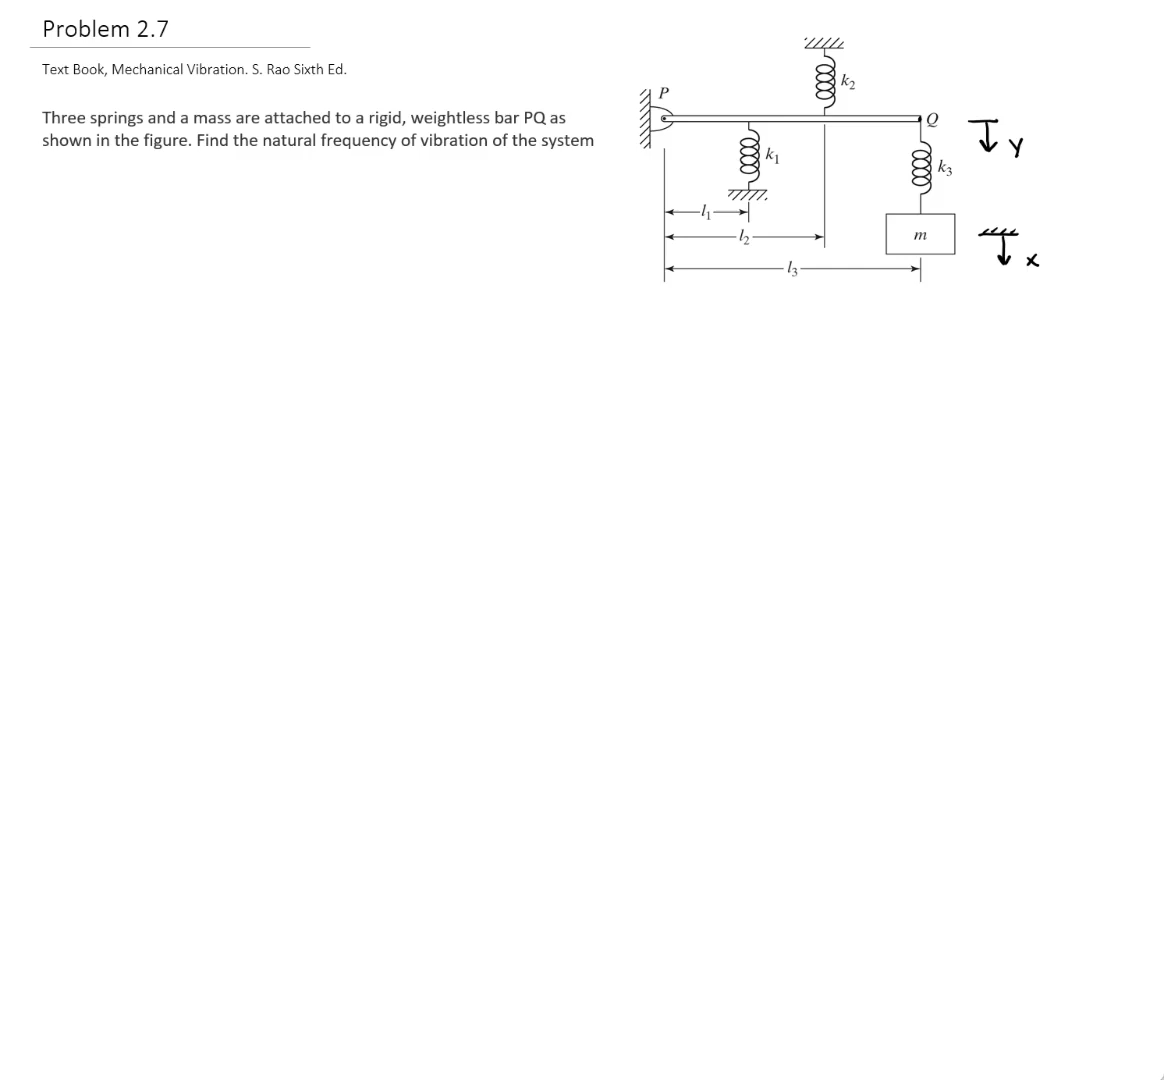 Problem 2.7
Text Book, Mechanical Vibration. S. Rao Sixth Ed.
Three springs and a mass are attached to a rigid, weightless bar PQ as
shown in the figure. Find the natural frequency of vibration of the system
k₂
P
Q
y
k₁
k₃
l₁
l₂
m
x
l₃